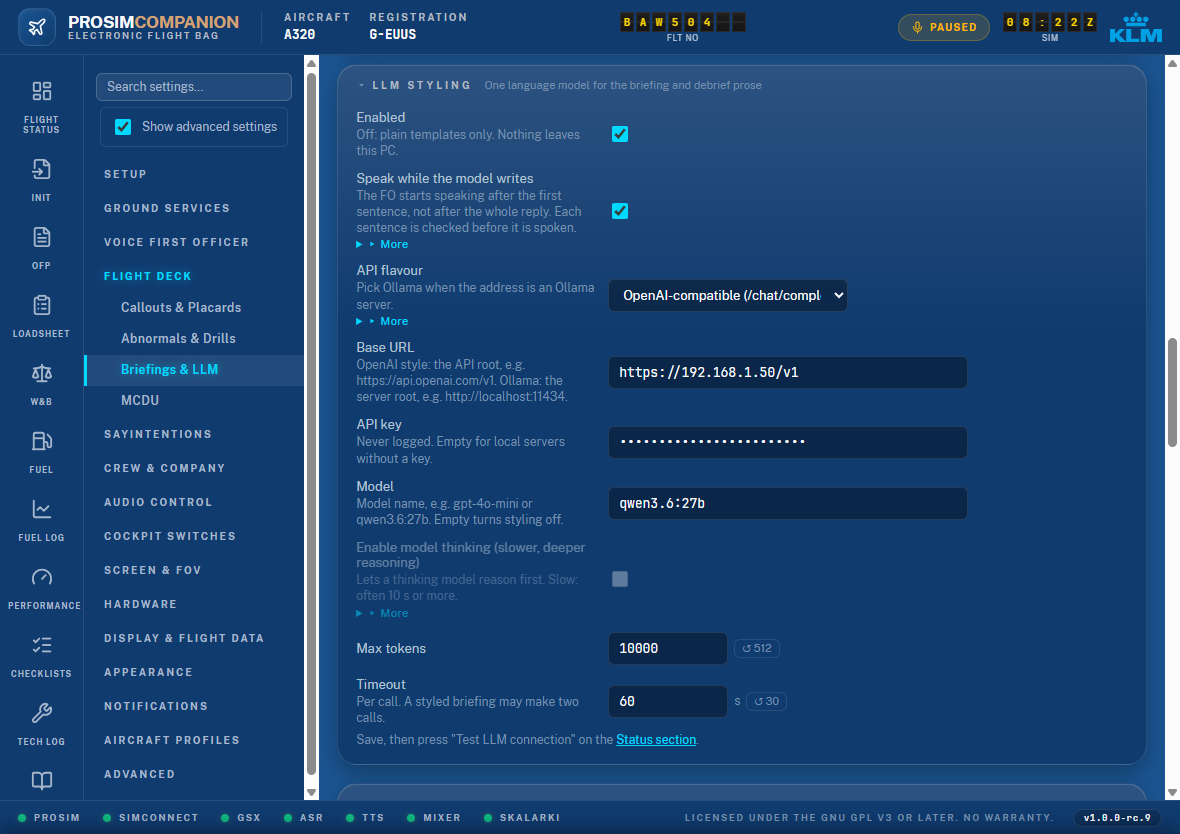 PROSIMCOMPANION
ELECTRONIC FLIGHT BAG
AIRCRAFT
A320
REGISTRATION
G-EUUS
BAW504
FLT NO
PAUSED
08:22Z
SIM
KLM
FLIGHT STATUS
INIT
OFP
LOADSHEET
W&B
FUEL
FUEL LOG
PERFORMANCE
CHECKLISTS
TECH LOG
Search settings...
Show advanced settings
SETUP
GROUND SERVICES
VOICE FIRST OFFICER
FLIGHT DECK
Callouts & Placards
Abnormals & Drills
Briefings & LLM
MCDU
SAYINTENTIONS
CREW & COMPANY
AUDIO CONTROL
COCKPIT SWITCHES
SCREEN & FOV
HARDWARE
DISPLAY & FLIGHT DATA
APPEARANCE
NOTIFICATIONS
AIRCRAFT PROFILES
ADVANCED
LLM STYLING One language model for the briefing and debrief prose
Enabled
Off: plain templates only. Nothing leaves
this PC.
Speak while the model writes
The FO starts speaking after the first
sentence, not after the whole reply. Each
sentence is checked before it is spoken.
More
API flavour
Pick Ollama when the address is an Ollama
server.
More
OpenAI-compatible (/chat/compl
Base URL
OpenAI style: the API root, e.g.
https://api.openai.com/v1. Ollama: the
server root, e.g. http://localhost:11434.
https://192.168.1.50/v1
API key
Never logged. Empty for local servers
without a key.
Model
Model name, e.g. gpt-4o-mini or
qwen3.6:27b. Empty turns styling off.
qwen3.6:27b
Enable model thinking (slower, deeper
reasoning)
Lets a thinking model reason first. Slow:
often 10 s or more.
More
Max tokens
10000
↺ 512
Timeout
Per call. A styled briefing may make two
calls.
60 s ↺ 30
Save, then press "Test LLM connection" on the Status section.
PROSIM
SIMCONNECT
GSX
ASR
TTS
MIXER
SKALARKI
LICENSED UNDER THE GNU GPL V3 OR LATER. NO WARRANTY.
v1.0.0-rc.9